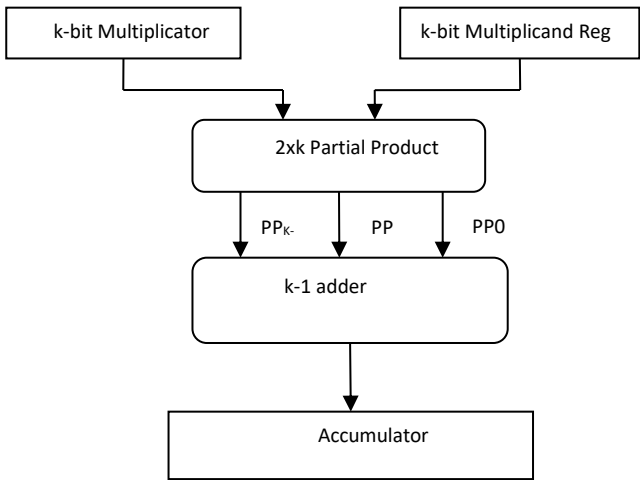 k-bit Multiplicator
k-bit Multiplicand Reg
2xk Partial Product
PPK-
PP
PP0
k-1 adder
Accumulator